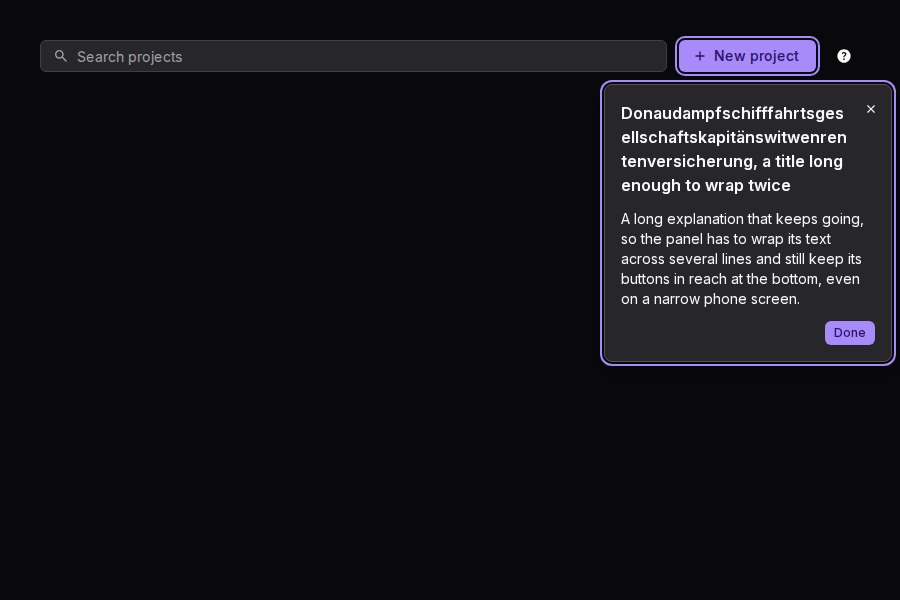 Search projects
New project
Donaudampfschifffahrtsges
ellschaftskapitänswitwenren
tenversicherung, a title long
enough to wrap twice
A long explanation that keeps going,
so the panel has to wrap its text
across several lines and still keep its
buttons in reach at the bottom, even
on a narrow phone screen.
Done